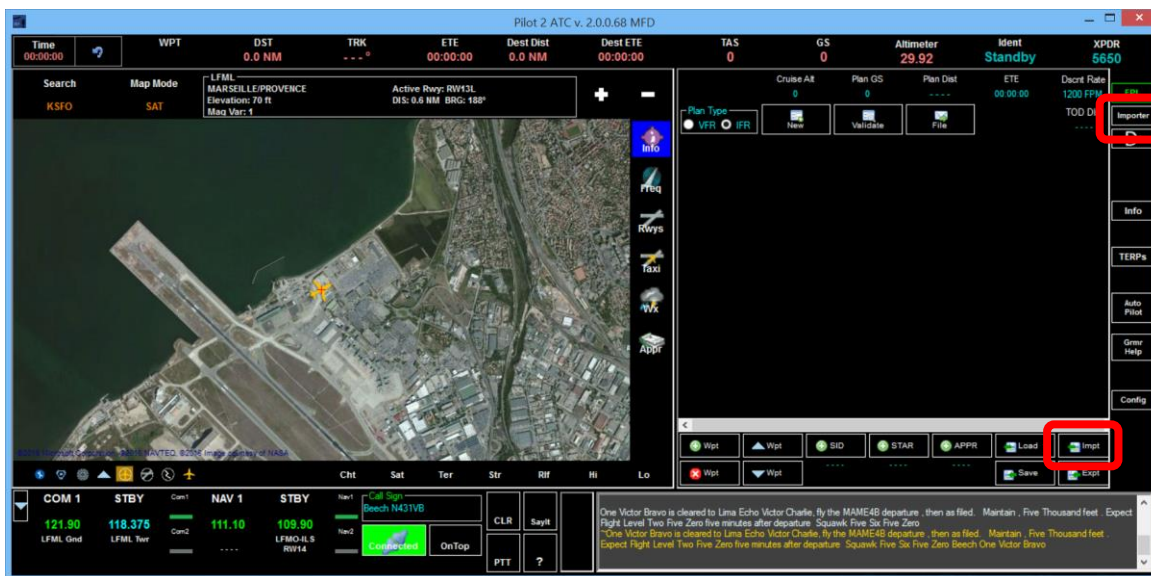 Pilot 2 ATC v. 2.0.0.68 MFD
Time WPT DST TRK ETE Dest Dist Dest ETE TAS GS Altimeter Ident XPDR
00:00:00 0.0 NM - - - ° 00:00:00 0.0 NM 00:00:00 0 0 29.92 Standby 5650
Search Map Mode
KSFO SAT
LFML
MARSEILLE/PROVENCE
Elevation: 70 ft
Mag Var: 1
Active Rwy: RW13L
DIS: 0.6 NM BRG: 188°
+ -
Info
Freq
Rwys
Taxi
Wx
Appr
Cruise Alt Plan GS Plan Dist ETE Dscnt Rate
0 0 - - - - 00:00:00 1200 FPM
Plan Type
VFR IFR
New Validate File
- - - -
FPL
Importer
D
Info
TERPs
Auto
Pilot
Grmr
Help
Config
Wpt Wpt SID STAR APPR Load Impt
- - - - - - - - - - - -
Wpt Wpt Save Expt
Cht Sat Ter Str Rlf Hi Lo
COM 1 STBY Com1 NAV 1 STBY Nav1
121.90 118.375 Com2 111.10 109.90 Nav2
LFML Gnd LFML Twr - - - - LFMO-ILS
RW14
Call Sign
Beech N431VB
Connected OnTop
CLR SayIt
PTT ?
One Victor Bravo is cleared to Lima Echo Victor Charlie, fly the MAME4B departure , then as filed. Maintain , Five Thousand feet . Expect
Flight Level Two Five Zero five minutes after departure Squawk Five Six Five Zero
~One Victor Bravo is cleared to Lima Echo Victor Charlie, fly the MAME4B departure , then as filed. Maintain , Five Thousand feet .
Expect Flight Level Two Five Zero five minutes after departure Squawk Five Six Five Zero Beech One Victor Bravo